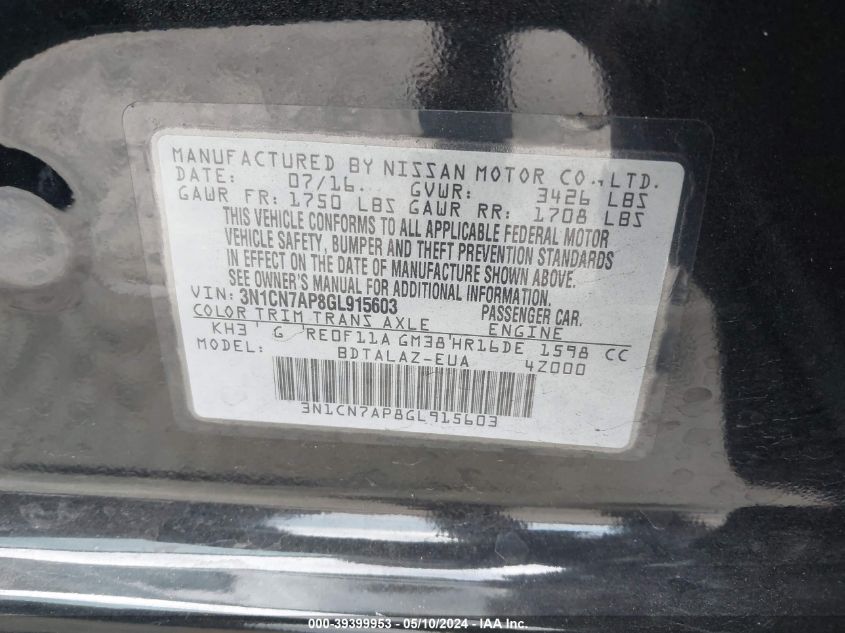 MANUFACTURED BY NISSAN MOTOR CO.,LTD.
DATE: 07/16. GVWR: 3426 LBS
GAWR FR: 1750 LBS GAWR RR: 1708 LBS
THIS VEHICLE CONFORMS TO ALL APPLICABLE FEDERAL MOTOR
VEHICLE SAFETY, BUMPER AND THEFT PREVENTION STANDARDS
IN EFFECT ON THE DATE OF MANUFACTURE SHOWN ABOVE.
SEE OWNER'S MANUAL FOR ADDITIONAL INFORMATION.
VIN: 3N1CN7AP8GL915603 PASSENGER CAR.
COLOR TRIM TRANS AXLE ENGINE
KH3 ' G 'RE0F11A GM38'HR16DE 1598 CC
MODEL: BDTALAZ-EUA 4Z000
3N1CN7AP8GL915603
000-39399953 - 05/10/2024 - IAA Inc.